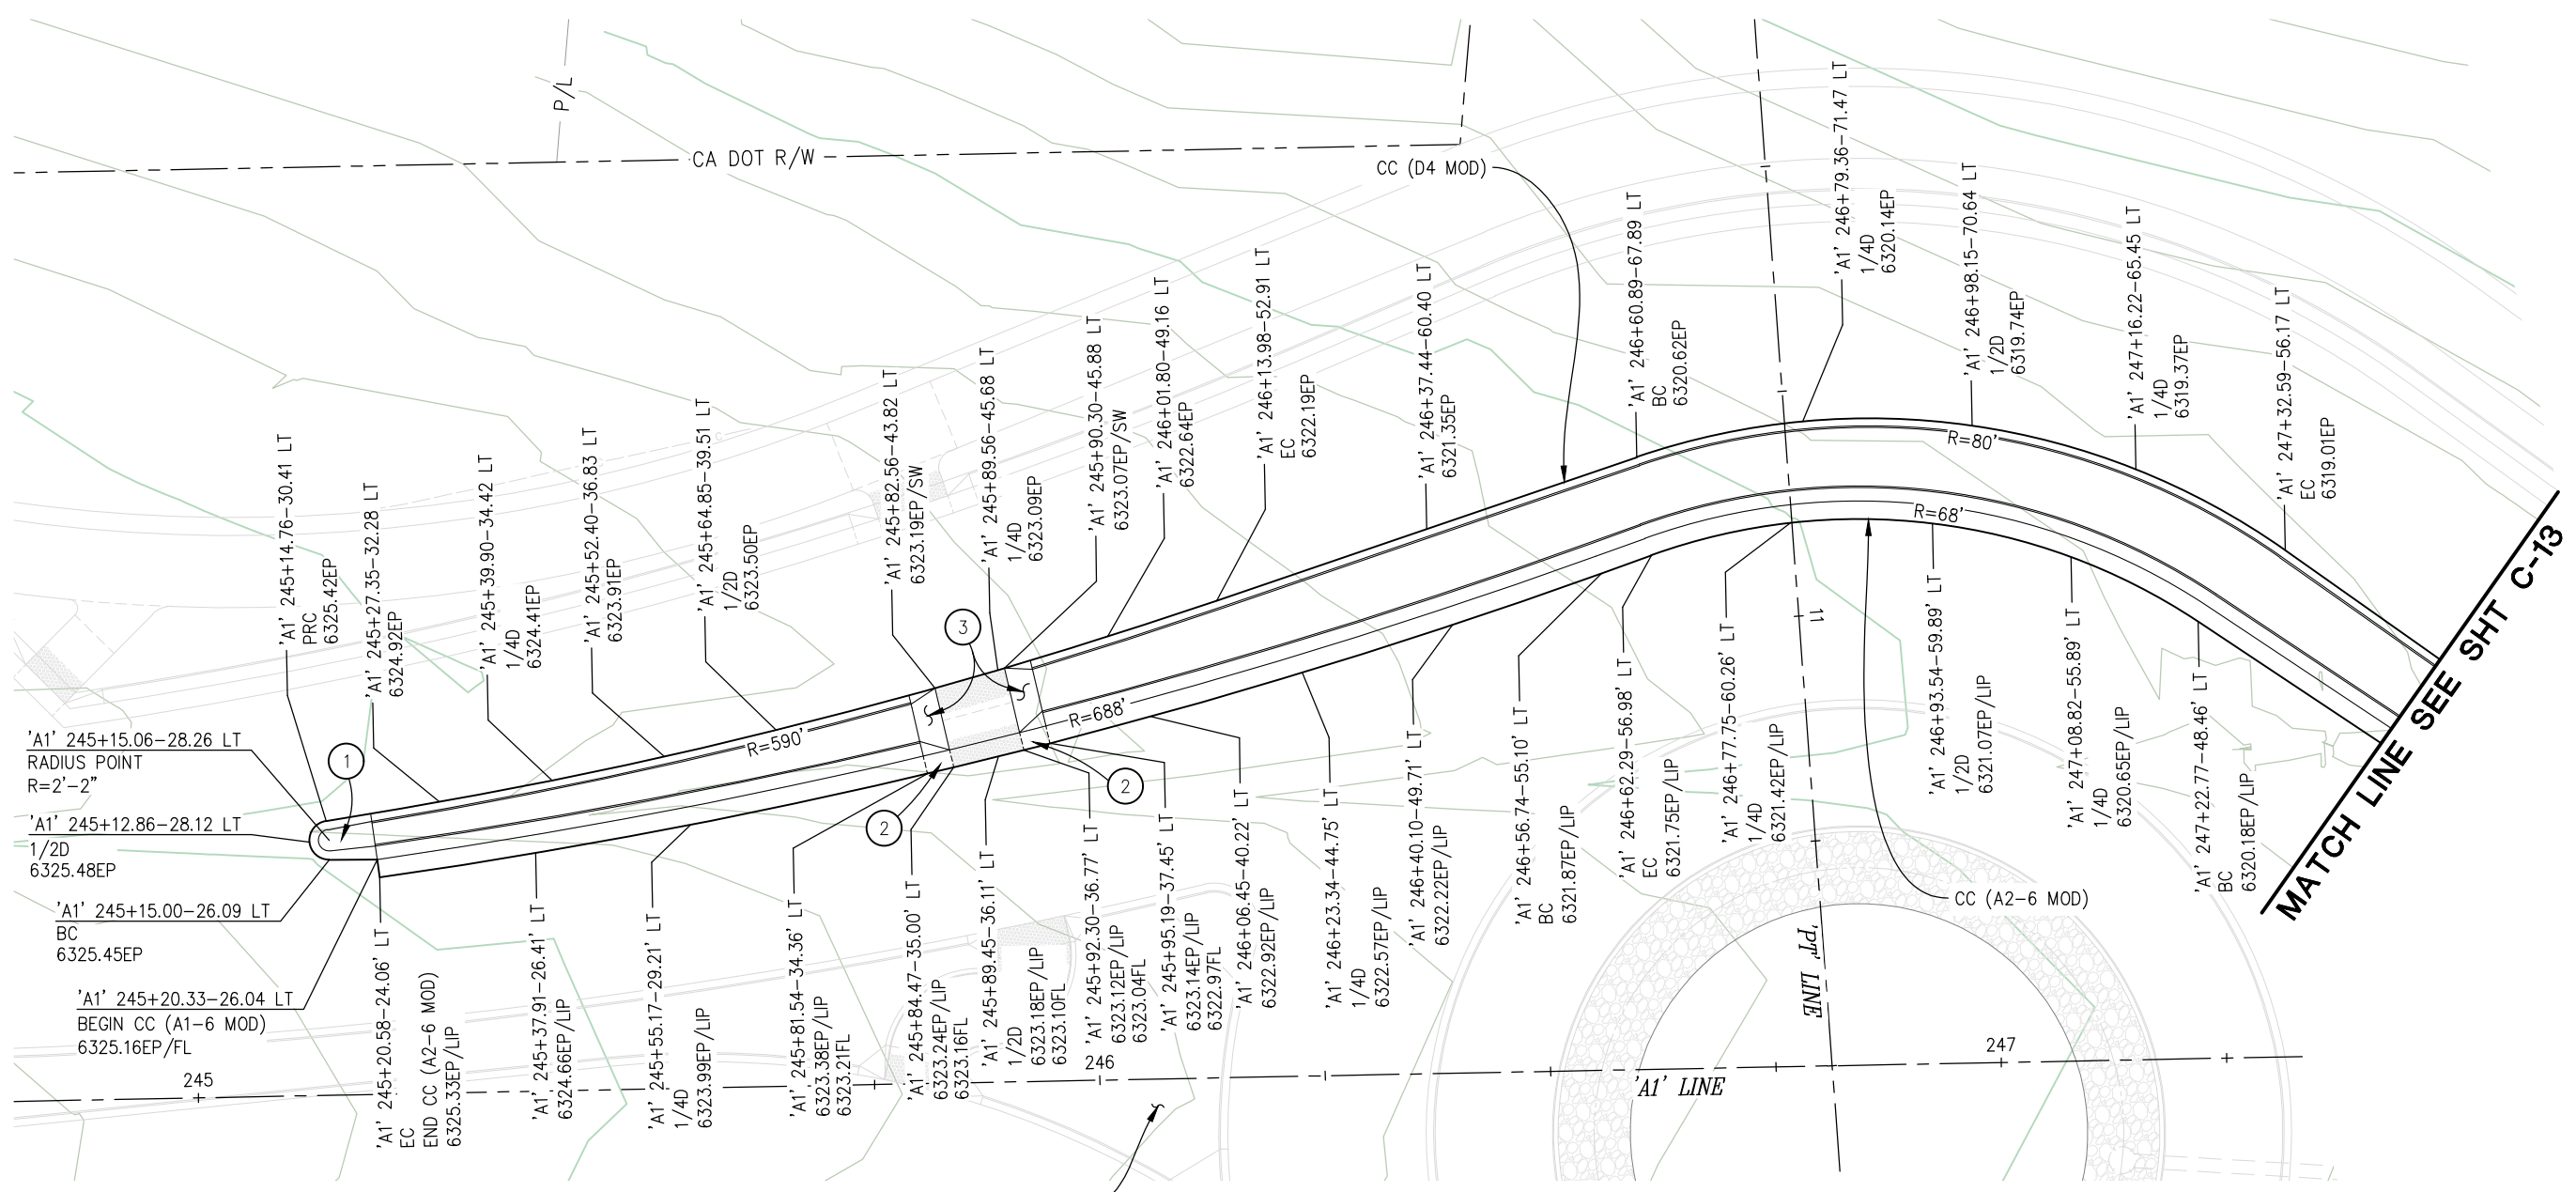 P/L
CA DOT R/W
CC (D4 MOD)
'A1' 245+14.76-30.41 LT
PRC
6325.42EP
'A1' 245+27.35-32.28 LT
6324.92EP
'A1' 245+39.90-34.42 LT
1/4D
6324.41EP
'A1' 245+52.40-36.83 LT
6323.91EP
'A1' 245+64.85-39.51 LT
1/2D
6323.50EP
'A1' 245+82.56-43.82 LT
6323.19EP/SW
'A1' 245+89.56-45.68 LT
1/4D
6323.09EP
'A1' 245+90.30-45.88 LT
6323.07EP/SW
'A1' 246+01.80-49.16 LT
6322.64EP
'A1' 246+13.98-52.91 LT
EC
6322.19EP
'A1' 246+37.44-60.40 LT
6321.35EP
'A1' 246+60.89-67.89 LT
BC
6320.62EP
'A1' 246+79.36-71.47 LT
1/4D
6320.14EP
'A1' 246+98.15-70.64 LT
1/2D
6319.74EP
'A1' 247+16.22-65.45 LT
1/4D
6319.37EP
'A1' 247+32.59-56.17 LT
EC
6319.01EP
R=80'
R=68'
MATCH LINE SEE SHT C-13
3
R=688'
R=590'
1
2
2
11
'A1' 245+15.06-28.26 LT
RADIUS POINT
R=2'-2"
'A1' 245+12.86-28.12 LT
1/2D
6325.48EP
'A1' 245+15.00-26.09 LT
BC
6325.45EP
'A1' 245+20.33-26.04 LT
BEGIN CC (A1-6 MOD)
6325.16EP/FL
'A1' 245+20.58-24.06' LT
EC
END CC (A2-6 MOD)
6325.33EP/LIP
'A1' 245+37.91-26.41' LT
6324.66EP/LIP
'A1' 245+55.17-29.21' LT
1/4D
6323.99EP/LIP
'A1' 245+81.54-34.36' LT
6323.38EP/LIP
6323.21FL
'A1' 245+84.47-35.00' LT
6323.24EP/LIP
6323.16FL
'A1' 245+89.45-36.11' LT
1/2D
6323.18EP/LIP
6323.10FL
'A1' 245+92.30-36.77' LT
6323.12EP/LIP
6323.04FL
'A1' 245+95.19-37.45' LT
6323.14EP/LIP
6322.97FL
'A1' 246+06.45-40.22' LT
6322.92EP/LIP
'A1' 246+23.34-44.75' LT
1/4D
6322.57EP/LIP
'A1' 246+40.10-49.71' LT
6322.22EP/LIP
'A1' 246+56.74-55.10' LT
BC
6321.87EP/LIP
'A1' 246+62.29-56.98' LT
EC
6321.75EP/LIP
'A1' 246+77.75-60.26' LT
1/4D
6321.42EP/LIP
'A1' 246+93.54-59.89' LT
1/2D
6321.07EP/LIP
'A1' 247+08.82-55.89' LT
1/4D
6320.65EP/LIP
'A1' 247+22.77-48.46' LT
BC
6320.18EP/LIP
CC (A2-6 MOD)
'PT' LINE
245
246
247
'A1' LINE